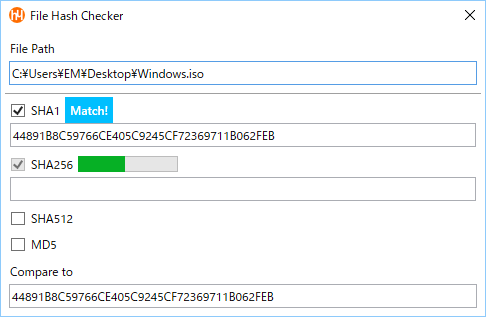 File Hash Checker
File Path
C:¥Users¥EM¥Desktop¥Windows.iso
SHA1 Match!
44891B8C59766CE405C9245CF72369711B062FEB
SHA256
SHA512
MD5
Compare to
44891B8C59766CE405C9245CF72369711B062FEB